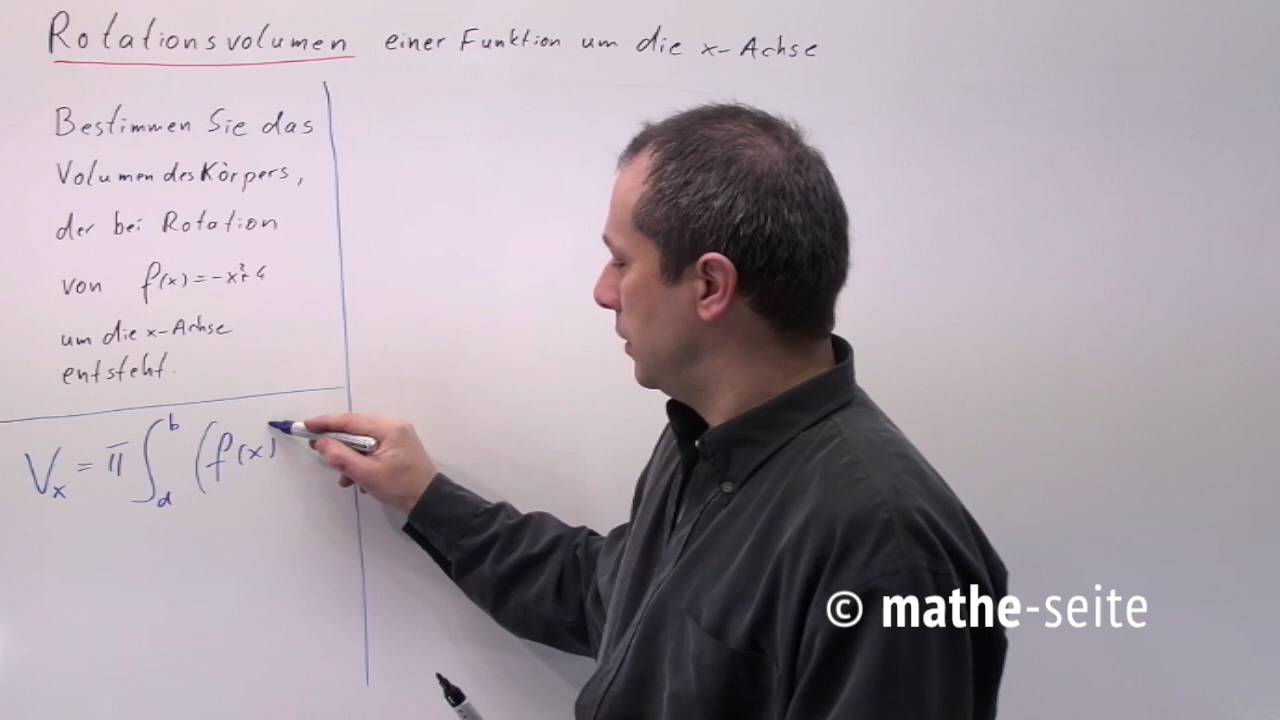 Rotationsvolumen einer Funktion um die x-Achse
Bestimmen Sie das
Volumen des Körpers,
der bei Rotation
von f(x)=-x²+4
um die x-Achse
entsteht.
Vₓ = π ∫ₐᵇ (f(x)
© mathe-seite